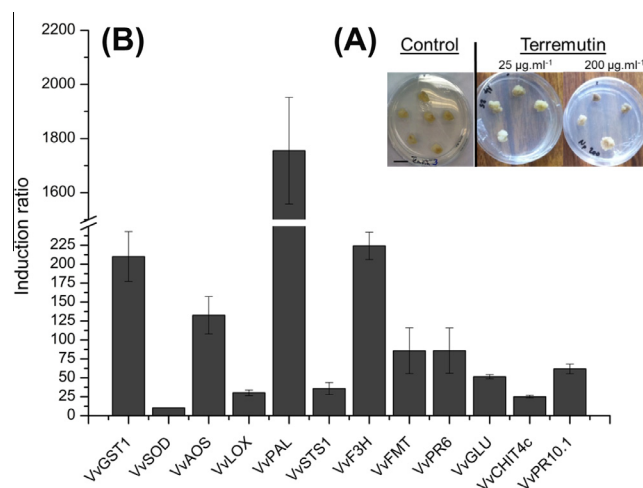 (B)
(A)
Control
Terremutin
25 µg.ml-1
200 µg.ml-1
Induction ratio
2200
2000
1800
1600
225
200
175
150
125
100
75
50
25
0
VvGST1
VvSOD
VvAOS
VvLOX
VvPAL
VvSTS1
VvF3H
VvFMT
VvPR6
VvGLU
VvCHIT4c
VvPR10.1